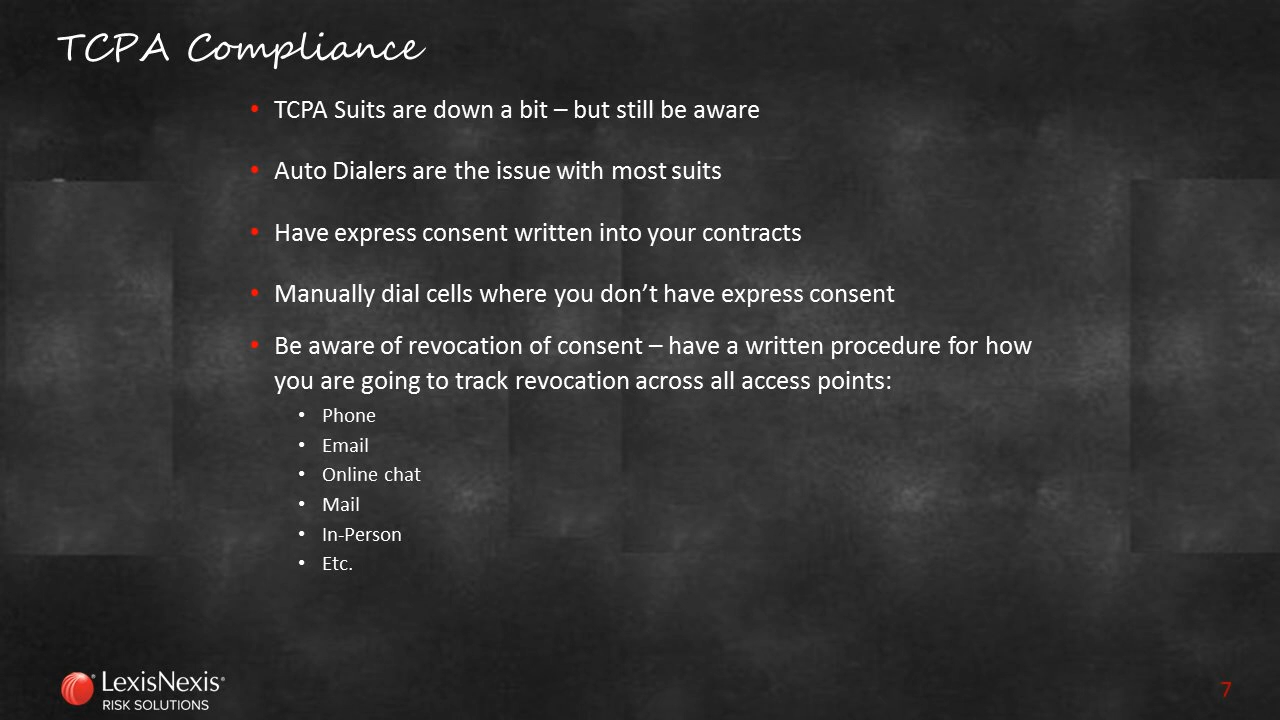 TCPA Compliance
• TCPA Suits are down a bit – but still be aware
• Auto Dialers are the issue with most suits
• Have express consent written into your contracts
• Manually dial cells where you don’t have express consent
• Be aware of revocation of consent – have a written procedure for how
you are going to track revocation across all access points:
• Phone
• Email
• Online chat
• Mail
• In-Person
• Etc.
LexisNexis®
RISK SOLUTIONS
7